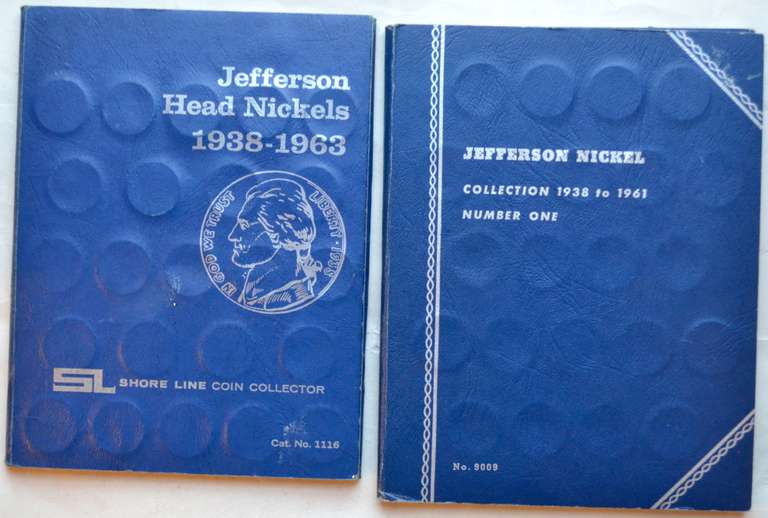 Jefferson
Head Nickels
1938-1963
IN GOD WE TRUST
LIBERTY
SL SHORE LINE COIN COLLECTOR
Cat. No. 1116
JEFFERSON NICKEL
COLLECTION 1938 to 1961
NUMBER ONE
No. 9009